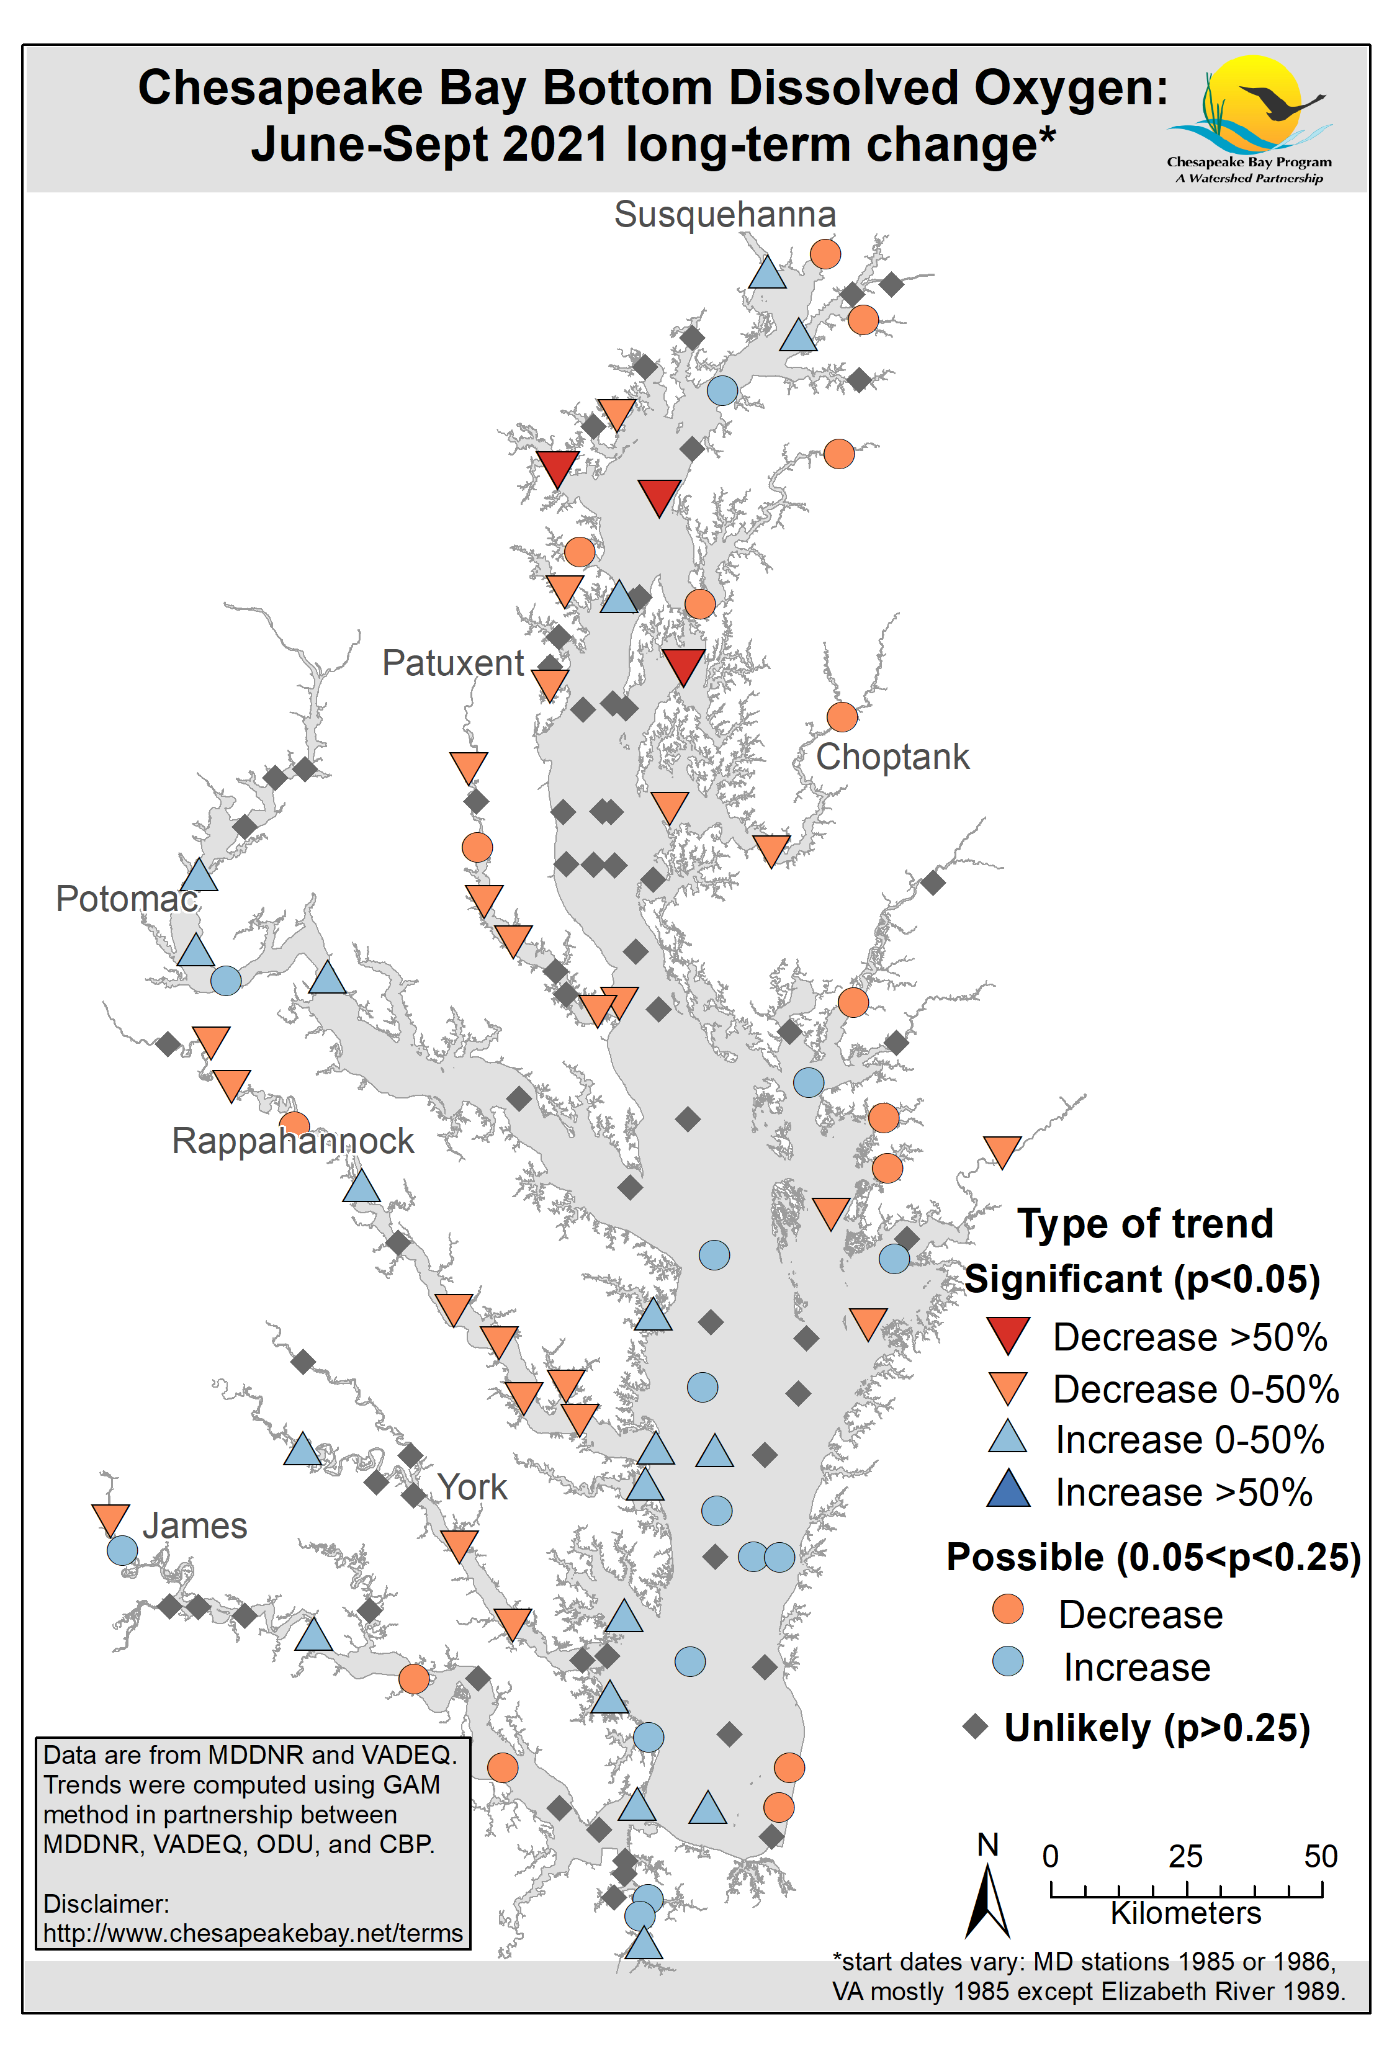 Chesapeake Bay Bottom Dissolved Oxygen:
June-Sept 2021 long-term change*
Chesapeake Bay Program
A Watershed Partnership
Susquehanna
Patuxent
Choptank
Potomac
Rappahannock
York
James
Type of trend
Significant (p<0.05)
Decrease >50%
Decrease 0-50%
Increase 0-50%
Increase >50%
Possible (0.05<p<0.25)
Decrease
Increase
Unlikely (p>0.25)
Data are from MDDNR and VADEQ.
Trends were computed using GAM
method in partnership between
MDDNR, VADEQ, ODU, and CBP.
Disclaimer:
http://www.chesapeakebay.net/terms
N
0 25 50
Kilometers
*start dates vary: MD stations 1985 or 1986,
VA mostly 1985 except Elizabeth River 1989.